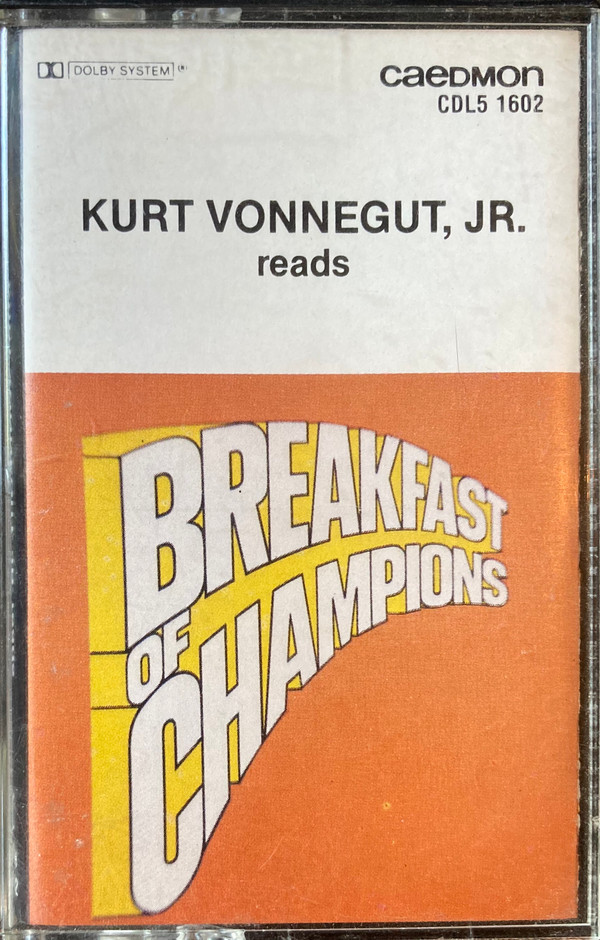 DOLBY SYSTEM
caedmon
CDL5 1602
KURT VONNEGUT, JR.
reads
BREAKFAST
OF
CHAMPIONS